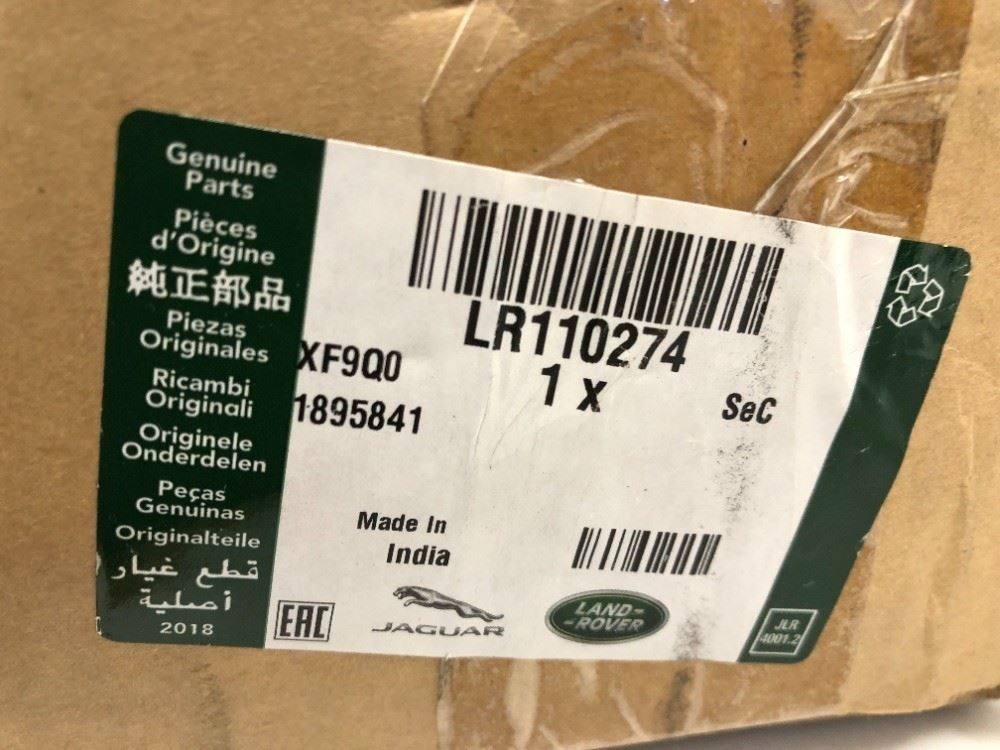 Genuine
Parts
Pièces
d'Origine
純正部品
Piezas
Originales
Ricambi
Originali
Originele
Onderdelen
Peças
Genuinas
Originalteile
قطع غيار
أصلية
2018
LR110274
XF9Q0
1 x
1895841
SeC
Made In
India
EAC
JAGUAR
LAND-
-ROVER
JLR
4001.2